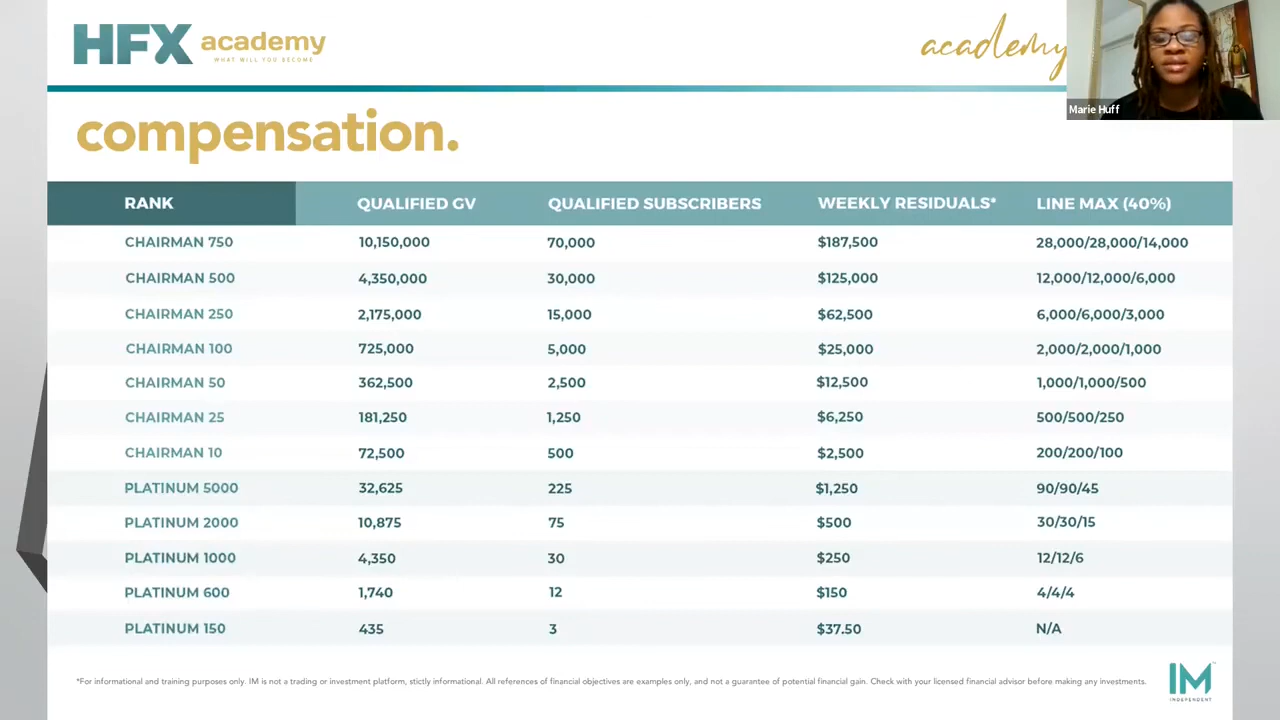 HFX academy
WHAT WILL YOU BECOME
academy
Marie Huff
compensation.
RANK QUALIFIED GV QUALIFIED SUBSCRIBERS WEEKLY RESIDUALS* LINE MAX (40%)
CHAIRMAN 750 10,150,000 70,000 $187,500 28,000/28,000/14,000
CHAIRMAN 500 4,350,000 30,000 $125,000 12,000/12,000/6,000
CHAIRMAN 250 2,175,000 15,000 $62,500 6,000/6,000/3,000
CHAIRMAN 100 725,000 5,000 $25,000 2,000/2,000/1,000
CHAIRMAN 50 362,500 2,500 $12,500 1,000/1,000/500
CHAIRMAN 25 181,250 1,250 $6,250 500/500/250
CHAIRMAN 10 72,500 500 $2,500 200/200/100
PLATINUM 5000 32,625 225 $1,250 90/90/45
PLATINUM 2000 10,875 75 $500 30/30/15
PLATINUM 1000 4,350 30 $250 12/12/6
PLATINUM 600 1,740 12 $150 4/4/4
PLATINUM 150 435 3 $37.50 N/A
*For informational and training purposes only. IM is not a trading or investment platform, stictly informational. All references of financial objectives are examples only, and not a guarantee of potential financial gain. Check with your licensed financial advisor before making any investments.
IM
INDEPENDENT